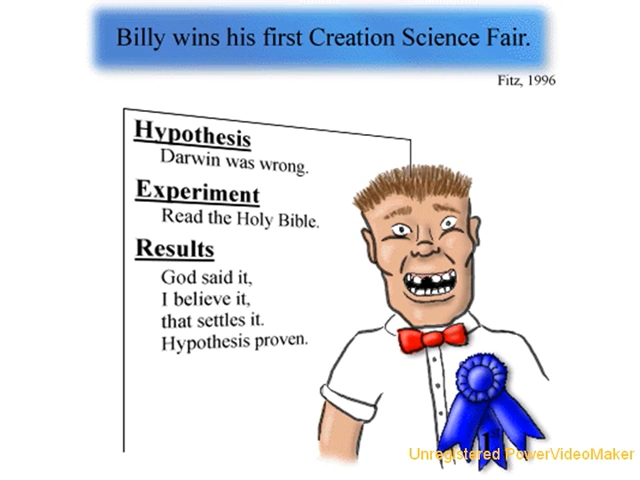 Billy wins his first Creation Science Fair.
Fitz, 1996
Hypothesis
Darwin was wrong.
Experiment
Read the Holy Bible.
Results
God said it,
I believe it,
that settles it.
Hypothesis proven.
1st
Unregistered PowerVideoMaker